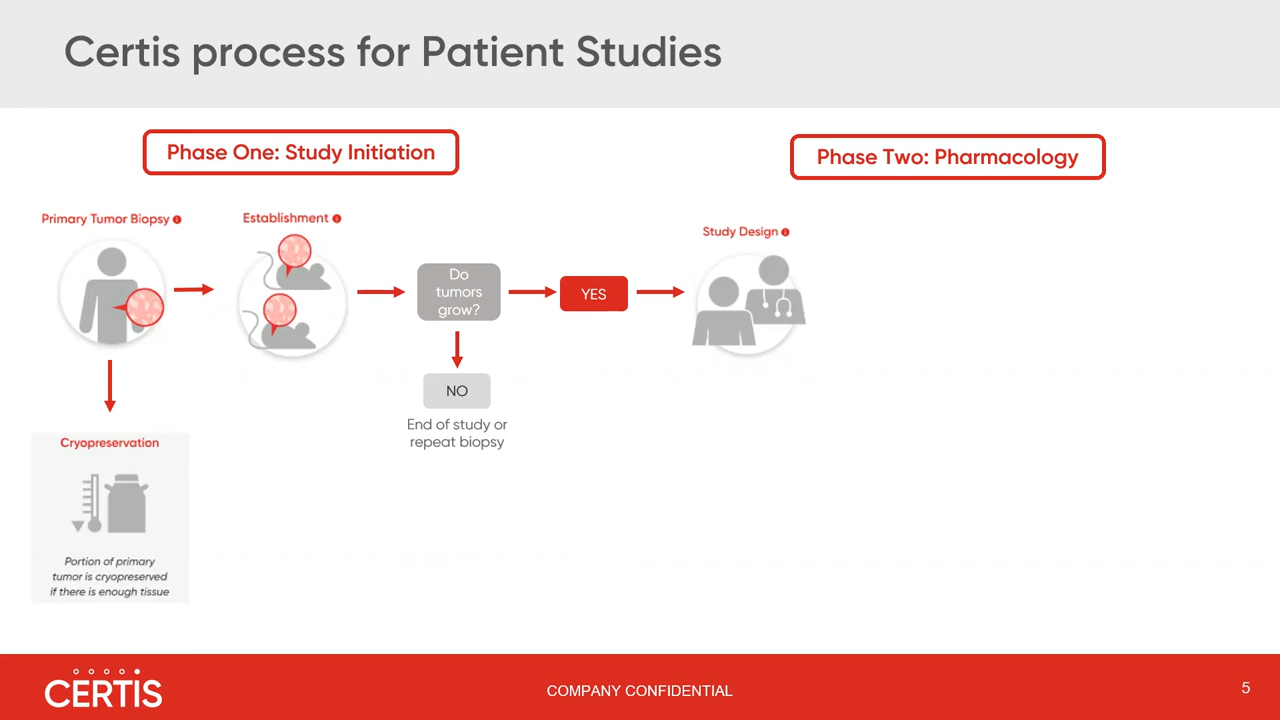 Certis process for Patient Studies
Phase One: Study Initiation
Phase Two: Pharmacology
Primary Tumor Biopsy
Establishment
Study Design
Do
tumors
grow?
YES
NO
End of study or
repeat biopsy
Cryopreservation
Portion of primary
tumor is cryopreserved
if there is enough tissue
CERTIS
COMPANY CONFIDENTIAL
5